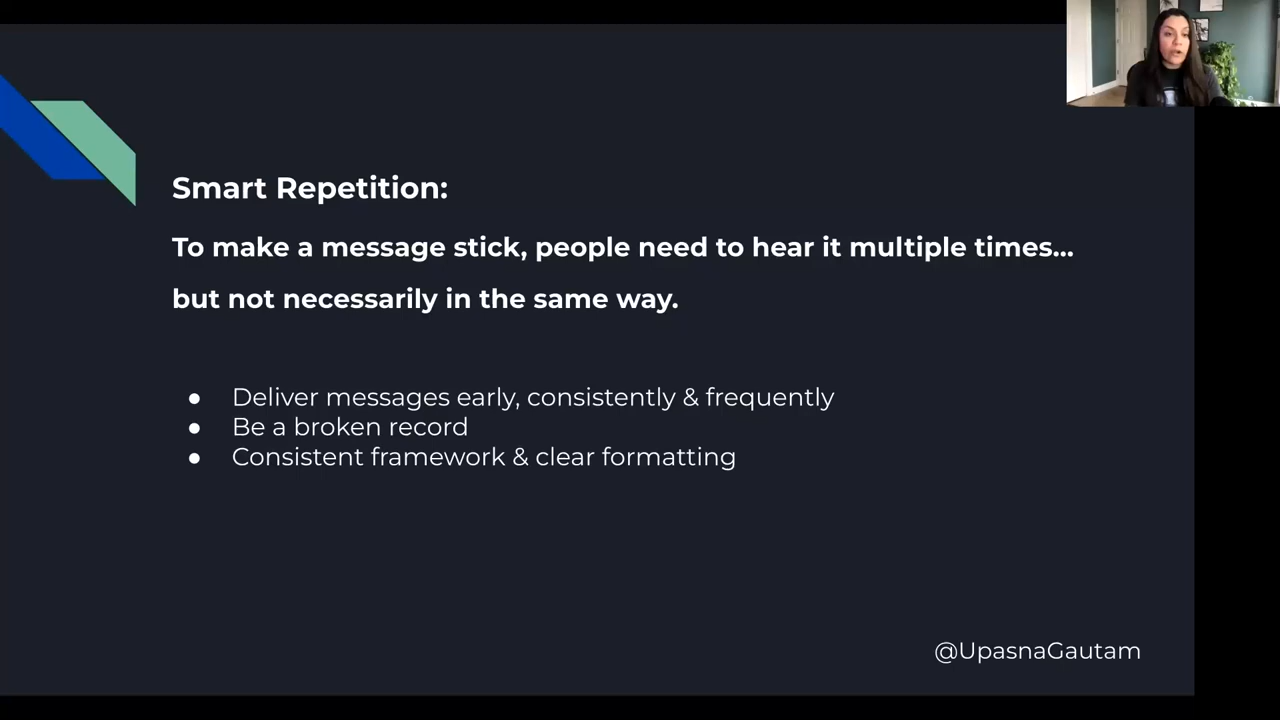 Smart Repetition:
To make a message stick, people need to hear it multiple times...
but not necessarily in the same way.
● Deliver messages early, consistently & frequently
● Be a broken record
● Consistent framework & clear formatting
@UpasnaGautam